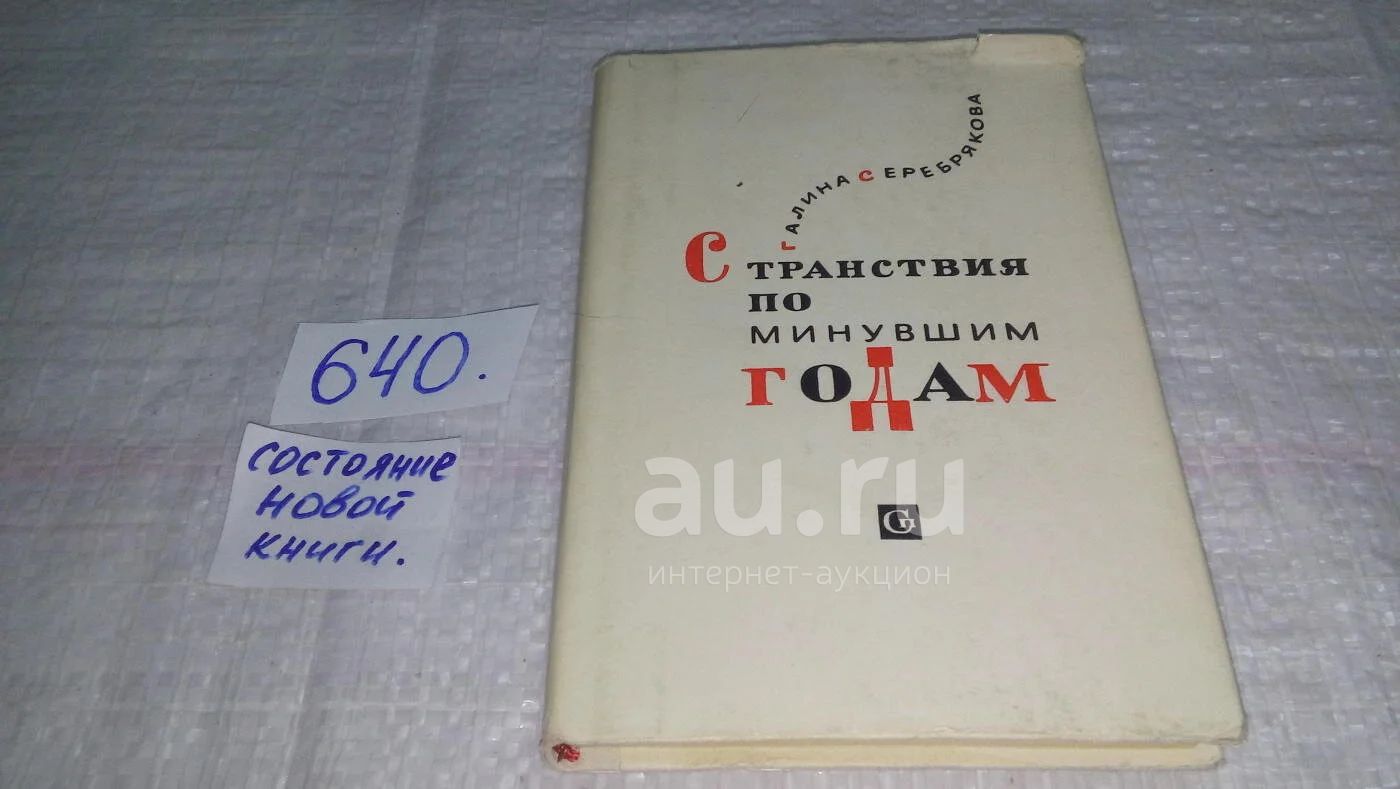 ГАЛИНА СЕРЕБРЯКОВА
СТРАНСТВИЯ
ПО
МИНУВШИМ
ГОДАМ
G
640.
состояние
новой
книги.
au.ru
интернет-аукцион